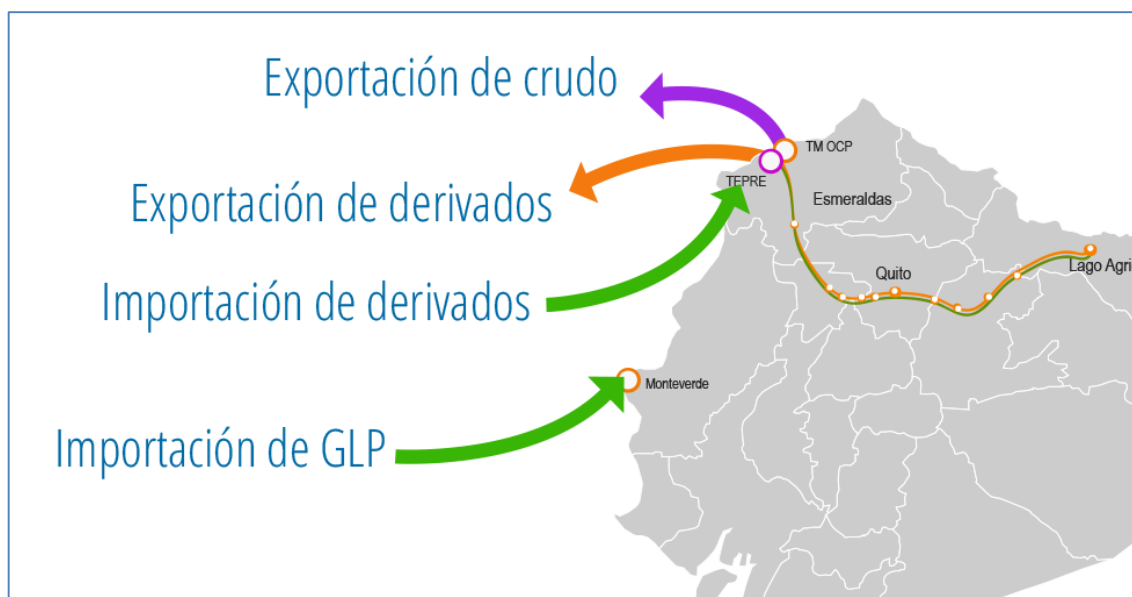 Exportación de crudo
TM OCP
TEPRE
Exportación de derivados
Esmeraldas
Importación de derivados
Quito
Lago Agri
Monteverde
Importación de GLP